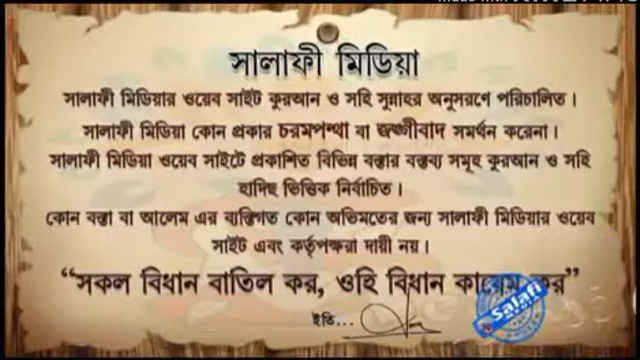 সালাফী মিডিয়া
সালাফী মিডিয়ার ওয়েব সাইট কুরআন ও সহি সুন্নাহর অনুসরণে পরিচালিত।
সালাফী মিডিয়া কোন প্রকার চরমপন্থা বা জঙ্গীবাদ সমর্থন করেনা।
সালাফী মিডিয়া ওয়েব সাইটে প্রকাশিত বিভিন্ন বক্তার বক্তব্য সমূহ কুরআন ও সহি
হাদিছ ভিত্তিক নির্বাচিত।
কোন বক্তা বা আলেম এর ব্যক্তিগত কোন অভিমতের জন্য সালাফী মিডিয়ার ওয়েব
সাইট এবং কর্তৃপক্ষরা দায়ী নয়।
“সকল বিধান বাতিল কর, ওহি বিধান কায়েম কর”
ইতি...
Salafi